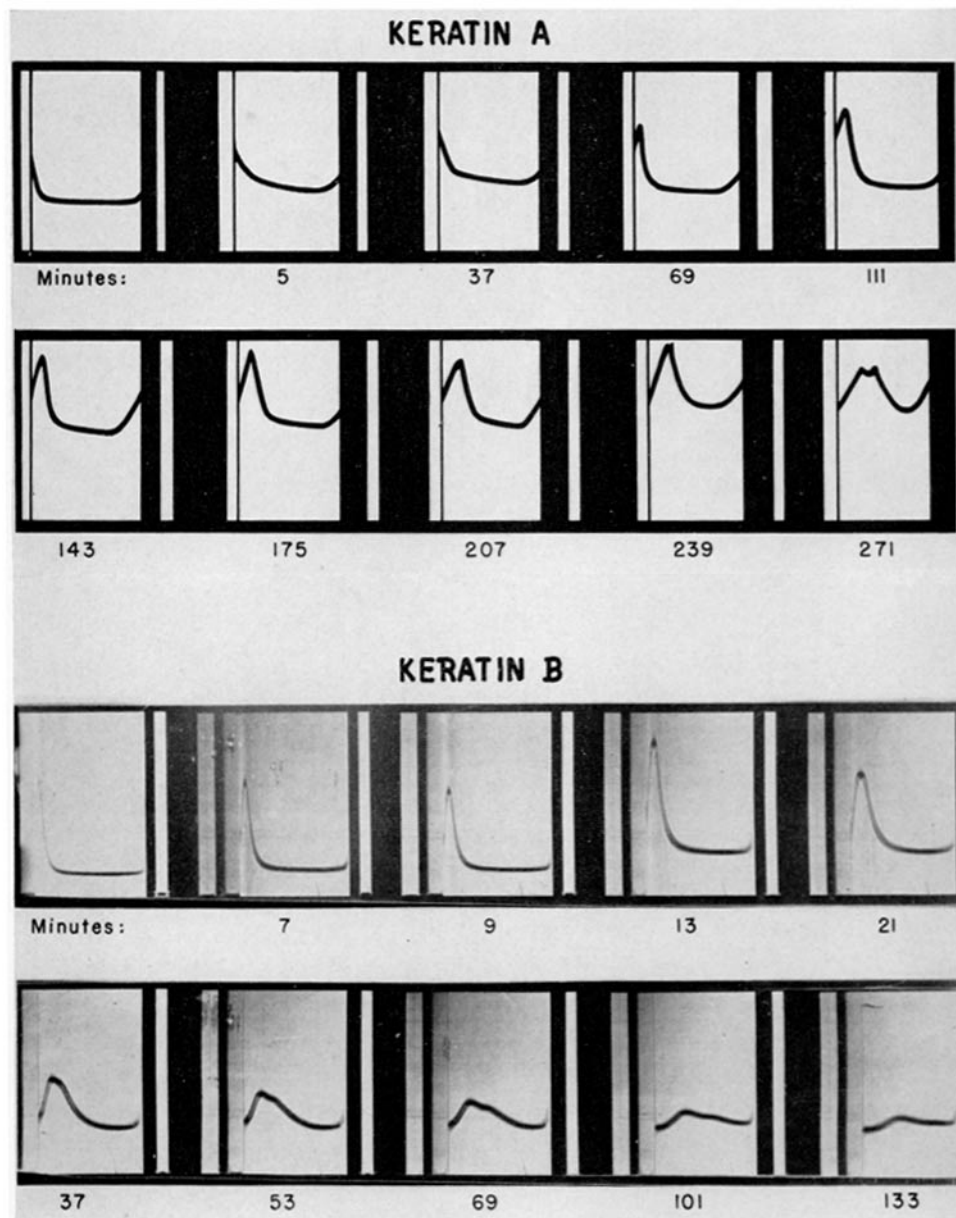 KERATIN A
Minutes: 5 37 69 111
143 175 207 239 271
KERATIN B
Minutes: 7 9 13 21
37 53 69 101 133